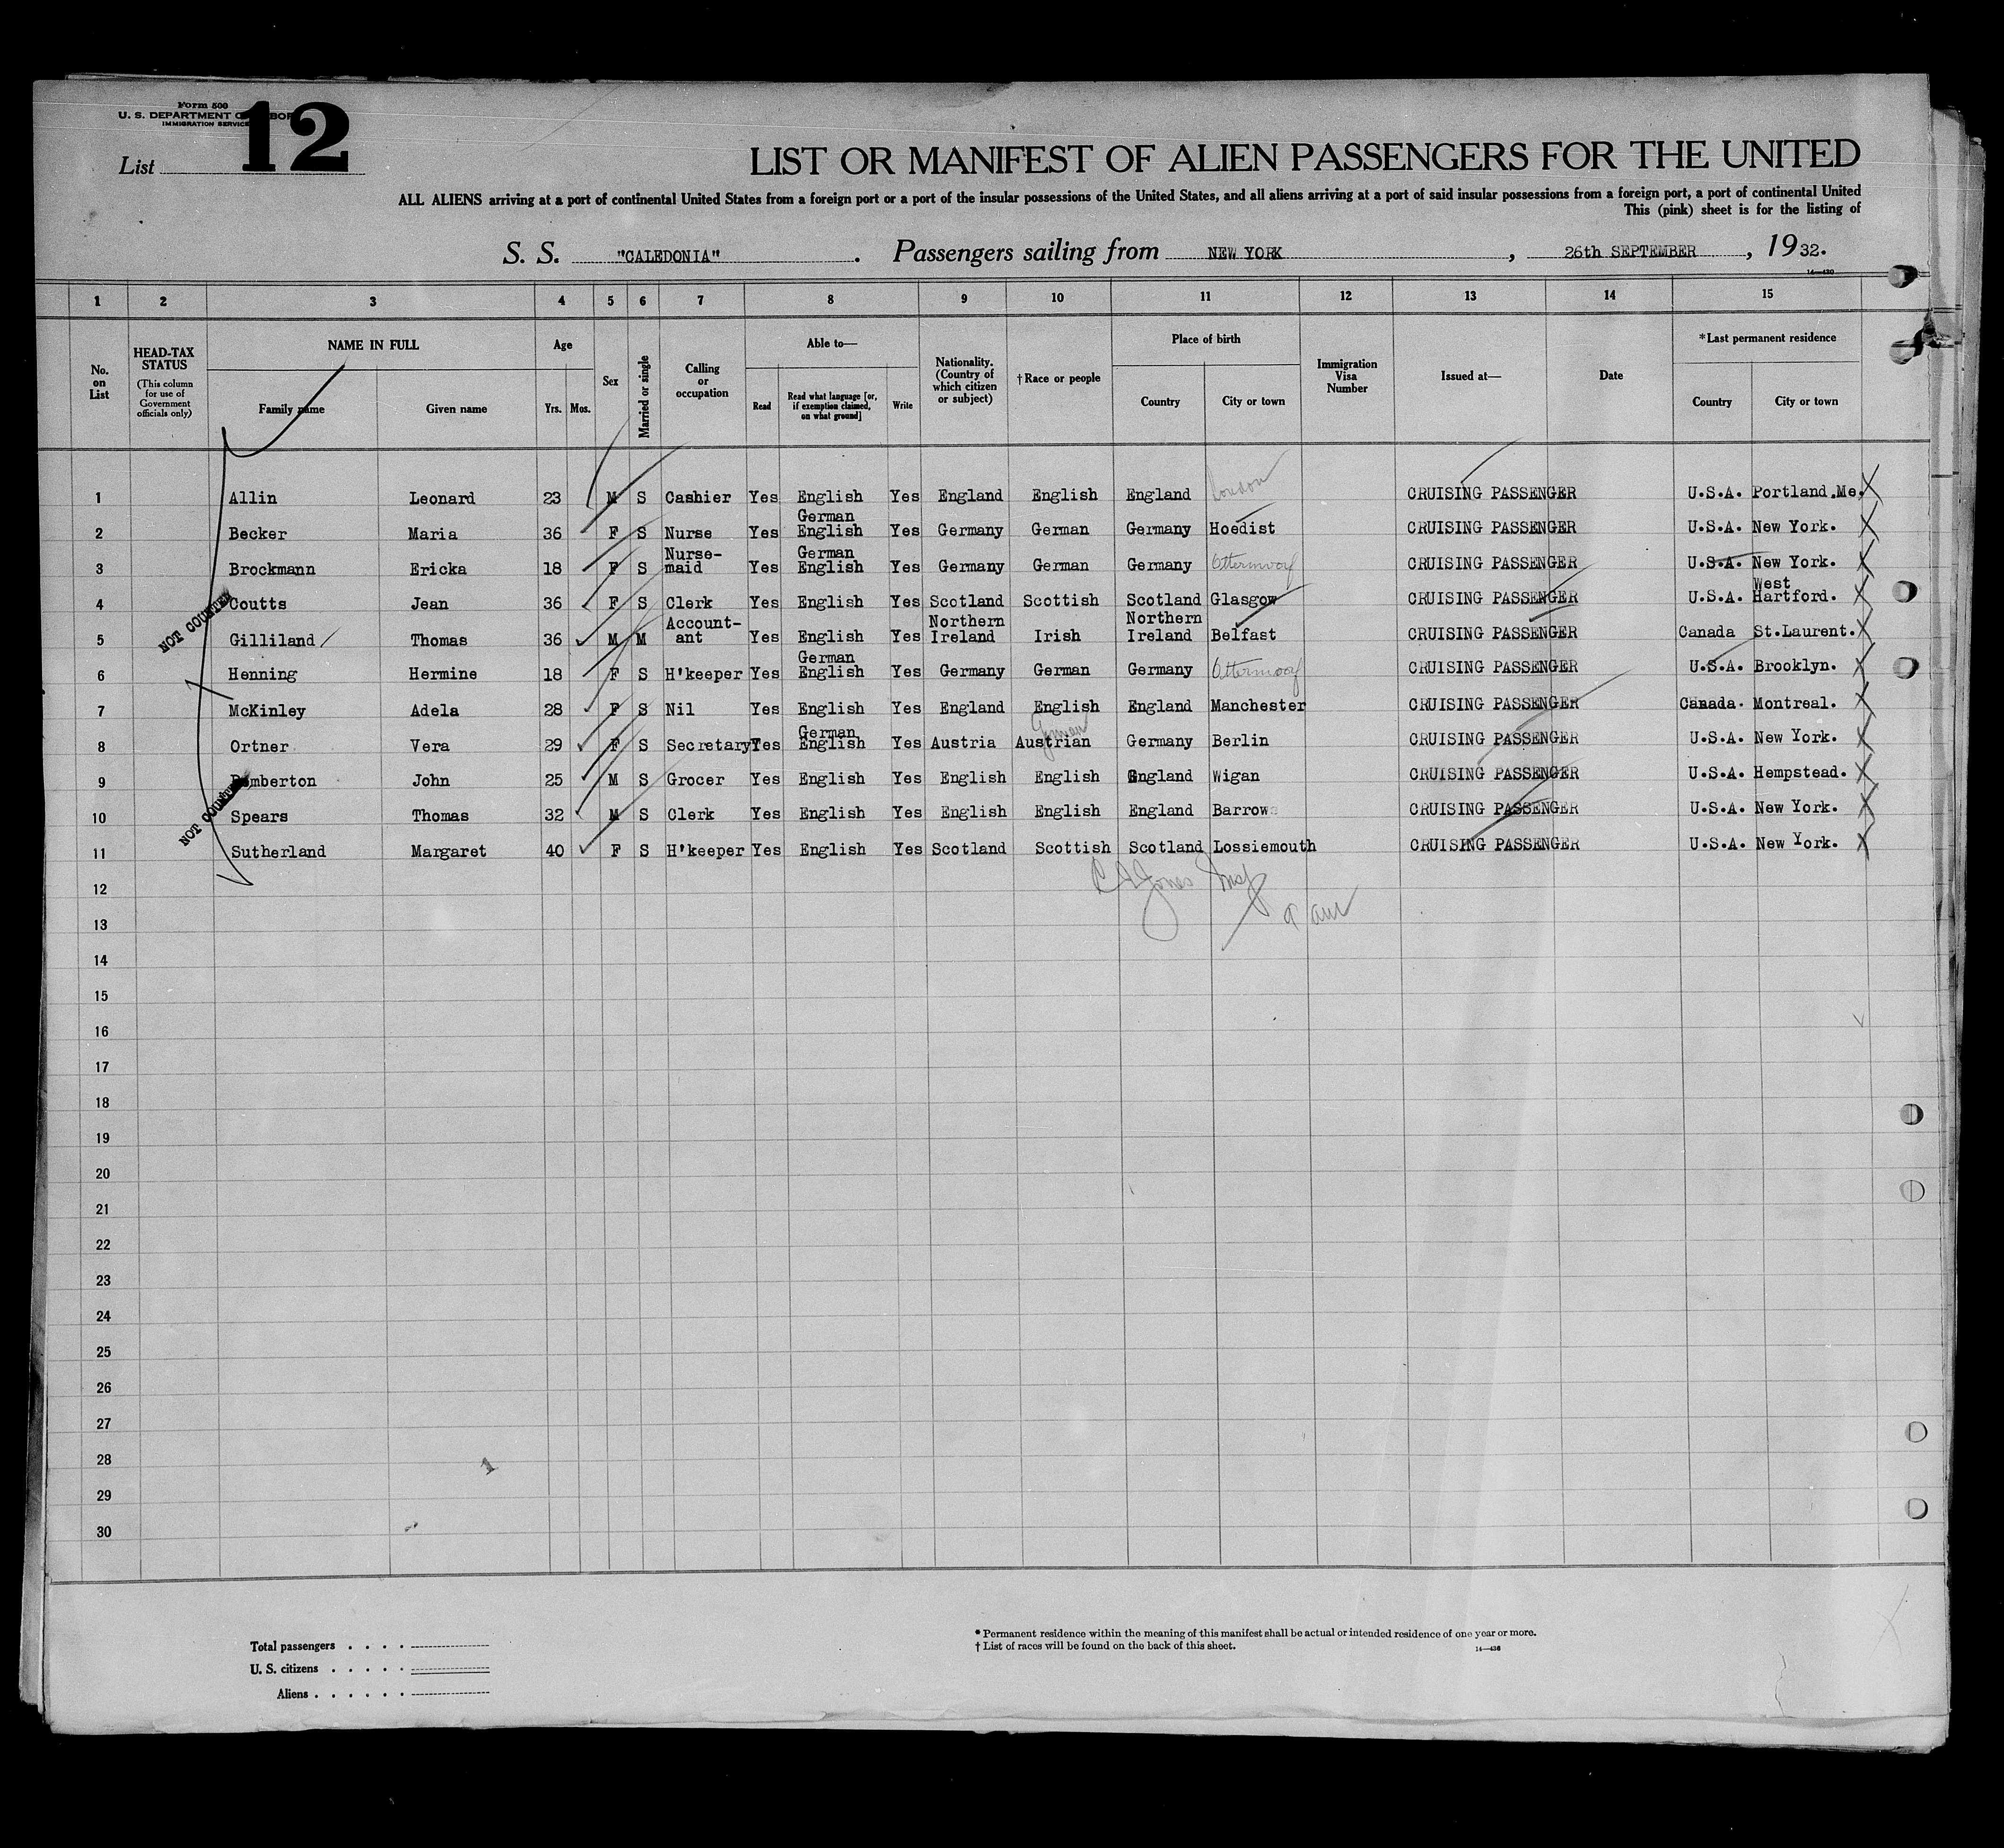 Form 500
U. S. DEPARTMENT OF LABOR
IMMIGRATION SERVICE
List 12
LIST OR MANIFEST OF ALIEN PASSENGERS FOR THE UNITED
ALL ALIENS arriving at a port of continental United States from a foreign port or a port of the insular possessions of the United States, and all aliens arriving at a port of said insular possessions from a foreign port, a port of continental United
This (pink) sheet is for the listing of
S. S. "CALEDONIA". Passengers sailing from NEW YORK, 26th SEPTEMBER, 1932.
14—430
1 2 3 4 5 6 7 8 9 10 11 12 13 14 15
No. on List
HEAD-TAX STATUS (This column for use of Government officials only)
NAME IN FULL Family name Given name
Age Yrs. Mos.
Sex
Married or single
Calling or occupation
Able to— Read Read what language [or, if exemption claimed, on what ground] Write
Nationality. (Country of which citizen or subject)
†Race or people
Place of birth Country City or town
Immigration Visa Number
Issued at—
Date
*Last permanent residence Country City or town
1 Allin Leonard 23 M S Cashier Yes English Yes England English England London CRUISING PASSENGER U.S.A. Portland.Me.
2 Becker Maria 36 F S Nurse Yes German English Yes Germany German Germany Hoedist CRUISING PASSENGER U.S.A. New York.
3 Brockmann Ericka 18 F S Nurse-maid Yes German English Yes Germany German Germany CRUISING PASSENGER U.S.A. New York.
4 Coutts Jean 36 F S Clerk Yes English Yes Scotland Scottish Scotland Glasgow CRUISING PASSENGER U.S.A. West Hartford.
NOT COUNTED
5 Gilliland Thomas 36 M M Account-ant Yes English Yes Northern Ireland Irish Northern Ireland Belfast CRUISING PASSENGER Canada St.Laurent.
6 Henning Hermine 18 F S H'keeper Yes German English Yes Germany German Germany CRUISING PASSENGER U.S.A. Brooklyn.
7 McKinley Adela 28 F S Nil Yes English Yes England English England Manchester CRUISING PASSENGER Canada. Montreal.
8 Ortner Vera 29 F S Secretary Yes German English Yes Austria Austrian German Germany Berlin CRUISING PASSENGER U.S.A. New York.
9 Pemberton John 25 M S Grocer Yes English Yes English English England Wigan CRUISING PASSENGER U.S.A. Hempstead.
NOT COUNTED
10 Spears Thomas 32 M S Clerk Yes English Yes English English England Barrow CRUISING PASSENGER U.S.A. New York.
11 Sutherland Margaret 40 F S H'keeper Yes English Yes Scotland Scottish Scotland Lossiemouth CRUISING PASSENGER U.S.A. New York.
12
Jones Insp
13
14
15
16
17
18
19
20
21
22
23
24
25
26
27
28
29
30
Total passengers . . . .
U. S. citizens . . . . .
Aliens . . . . . .
* Permanent residence within the meaning of this manifest shall be actual or intended residence of one year or more.
† List of races will be found on the back of this sheet.
14—430